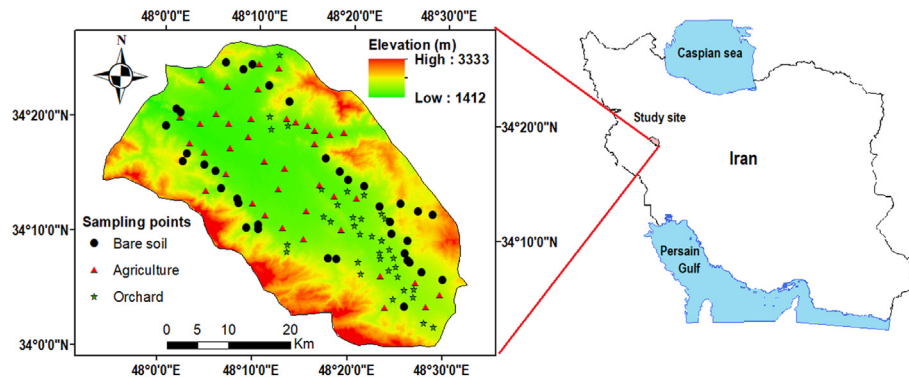 48°0'0"E 48°10'0"E 48°20'0"E 48°30'0"E
N
Elevation (m)
High : 3333
Low : 1412
34°20'0"N
34°10'0"N
34°0'0"N
Sampling points
Bare soil
Agriculture
Orchard
0 5 10 20
Km
48°0'0"E 48°10'0"E 48°20'0"E 48°30'0"E
34°20'0"N
34°10'0"N
34°0'0"N
Caspian sea
Study site
Iran
Persain
Gulf